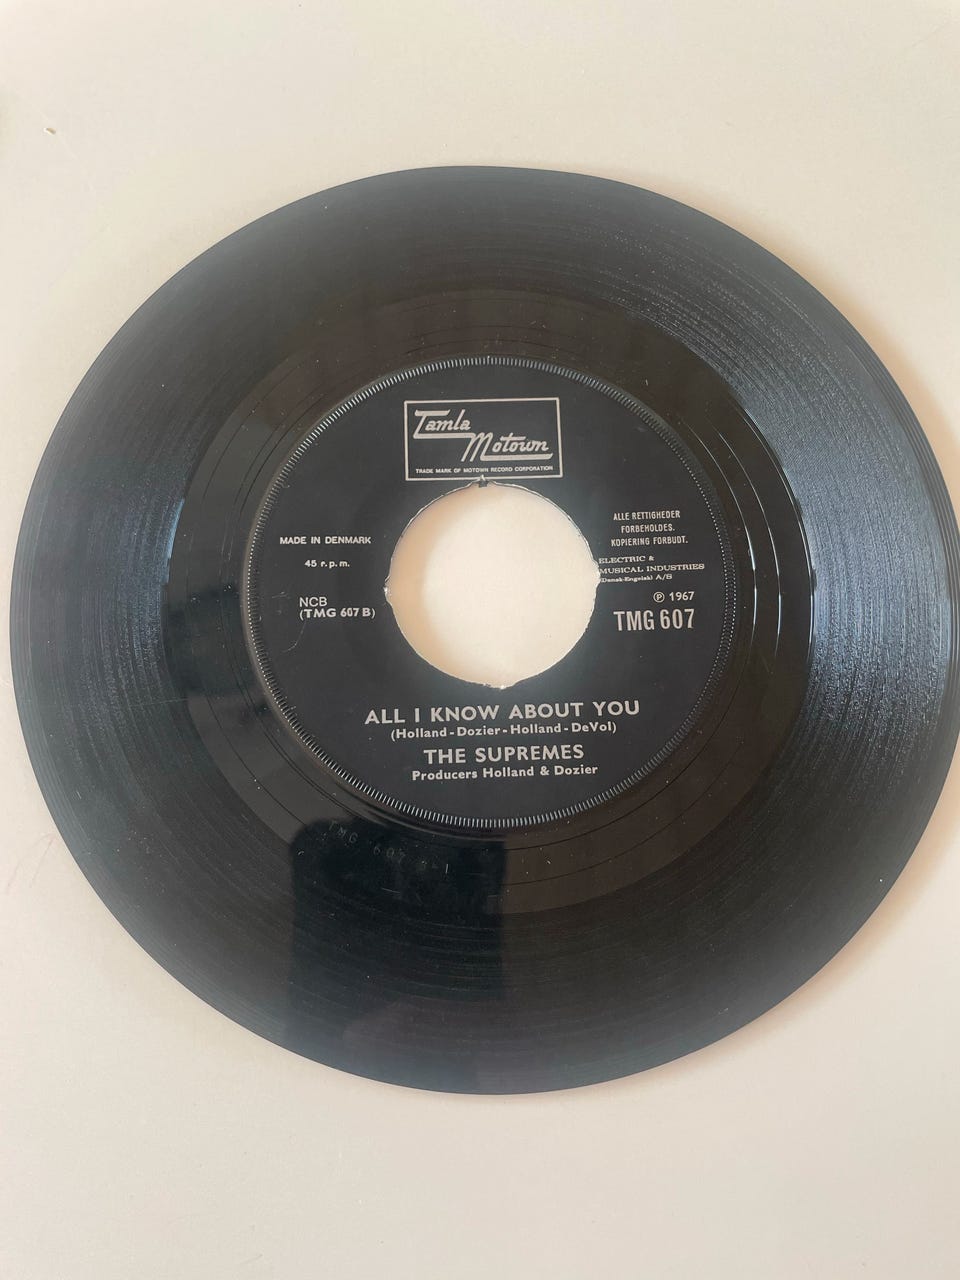 Tamla
Motown
TRADE MARK OF MOTOWN RECORD CORPORATION
MADE IN DENMARK
45 r.p.m.
NCB
(TMG 607 B)
ALLE RETTIGHEDER
FORBEHOLDES.
KOPIERING FORBUDT.
ELECTRIC &
MUSICAL INDUSTRIES
(Dansk-Engelsk) A/S
℗ 1967
TMG 607
ALL I KNOW ABOUT YOU
(Holland-Dozier-Holland-DeVol)
THE SUPREMES
Producers Holland & Dozier
TMG 607